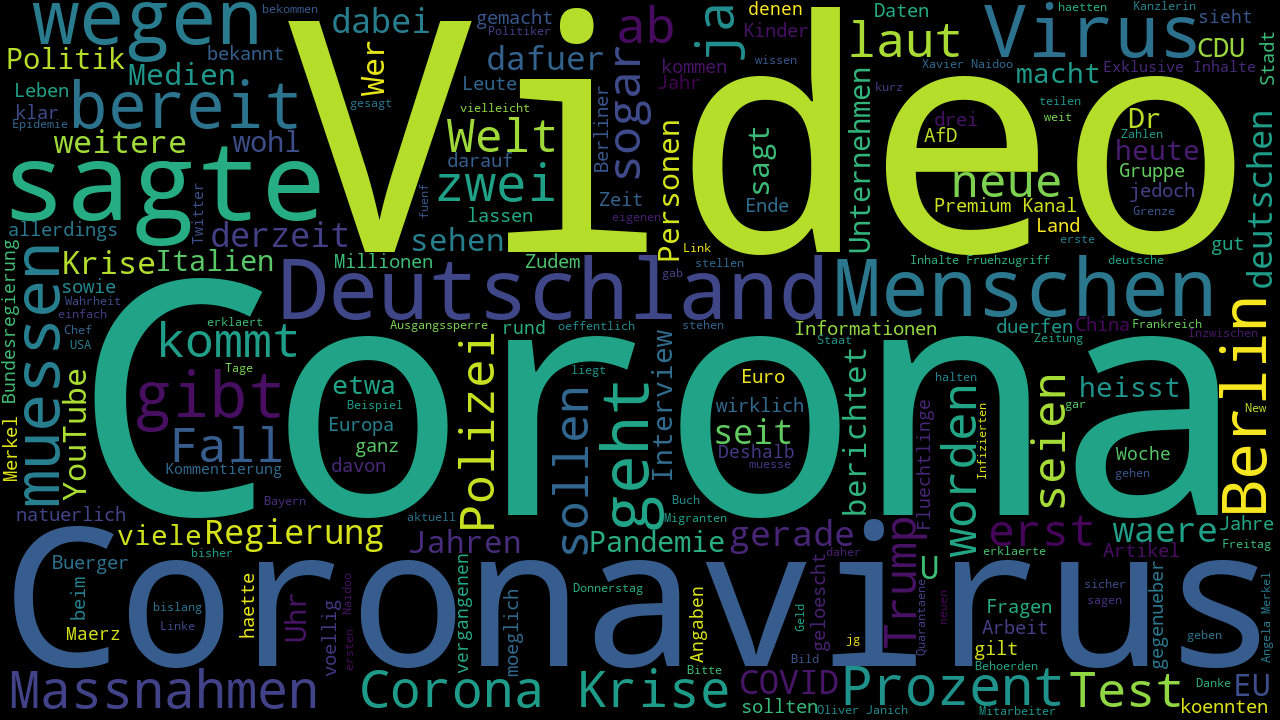 wegen
bekommen
dabei
gemacht
Politiker
ab
ja
denen
Kinder
laut
Daten
Virus
haetten
Kanzlerin
sieht
CDU
Stadt
Politik
bekannt
Medien
Wer
dafuer
Leute
sogar
kommen
Jahr
wissen
Video
Xavier Naidoo
macht
Exklusive Inhalte
Leben
klar
Epidemie
bereit
gesagt
vielleicht
Welt
Berliner
kurz
teilen
weit
drei
AfD
Dr
Zahlen
heute
weitere
wohl
darauf
zwei
fuenf
Personen
sagt
Unternehmen
neue
Gruppe
jedoch
deutschen
sagte
Twitter
lassen
Zeit
eigenen
Ende
Premium Kanal
Grenze
Land
erste
gut
allerdings
derzeit
sehen
Link
Krise
Italien
Millionen
Zudem
gab
stellen
Inhalte Fruehzugriff
deutsche
Bundesregierung
muessen
sowie
Wahrheit
einfach
Deutschland
Menschen
Chef
USA
erklaert
kommt
Tage
Ausgangssperre
rund
oeffentlich
stehen
Informationen
Staat
duerfen
Zeitung
China
Frankreich
Inzwischen
Berlin
Merkel
YouTube
Corona
gibt
etwa
Beispiel
Europa
ganz
davon
Fall
Kommentierung
Polizei
liegt
sollen
geht
Interview
Euro
wirklich
seit
Deshalb
muesse
berichtet
halten
Fluechtlinge
worden
Infizierten
seien
gar
heisst
Woche
gehen
New
natuerlich
Bayern
aktuell
Buch
Migranten
viele
Regierung
Jahren
Pandemie
gerade
Trump
daher
erst
waere
Jahre
Freitag
Buerger
bisher
U
erklaerte
Artikel
Coronavirus
beim
bislang
Linke
Maerz
haette
Uhr
voellig
ersten
Naidoo
vergangenen
moeglich
Donnerstag
Angaben
Geld
geloescht
jg
Quarantaene
neuen
Fragen
Arbeit
gilt
sicher
sagen
gegenueber
geben
Angela Merkel
Bitte
Bild
Behoerden
Massnahmen
Corona Krise
COVID
sollten
Oliver Janich
Prozent
Mitarbeiter
Test
Danke
EU
koennten